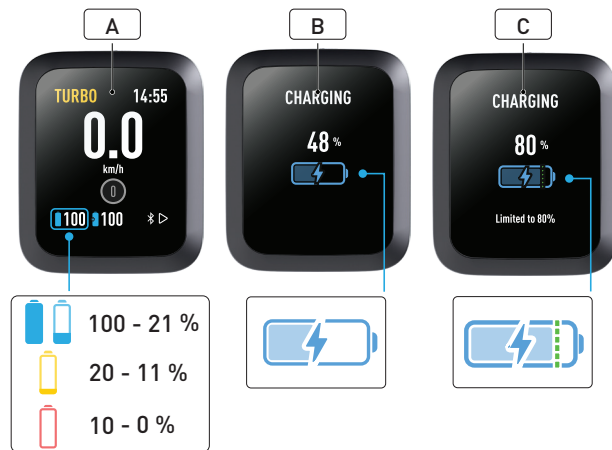 A
B
C
TURBO 14:55
0.0
km/h
0
100 100
CHARGING
48 %
CHARGING
80 %
Limited to 80%
100 - 21 %
20 - 11 %
10 - 0 %